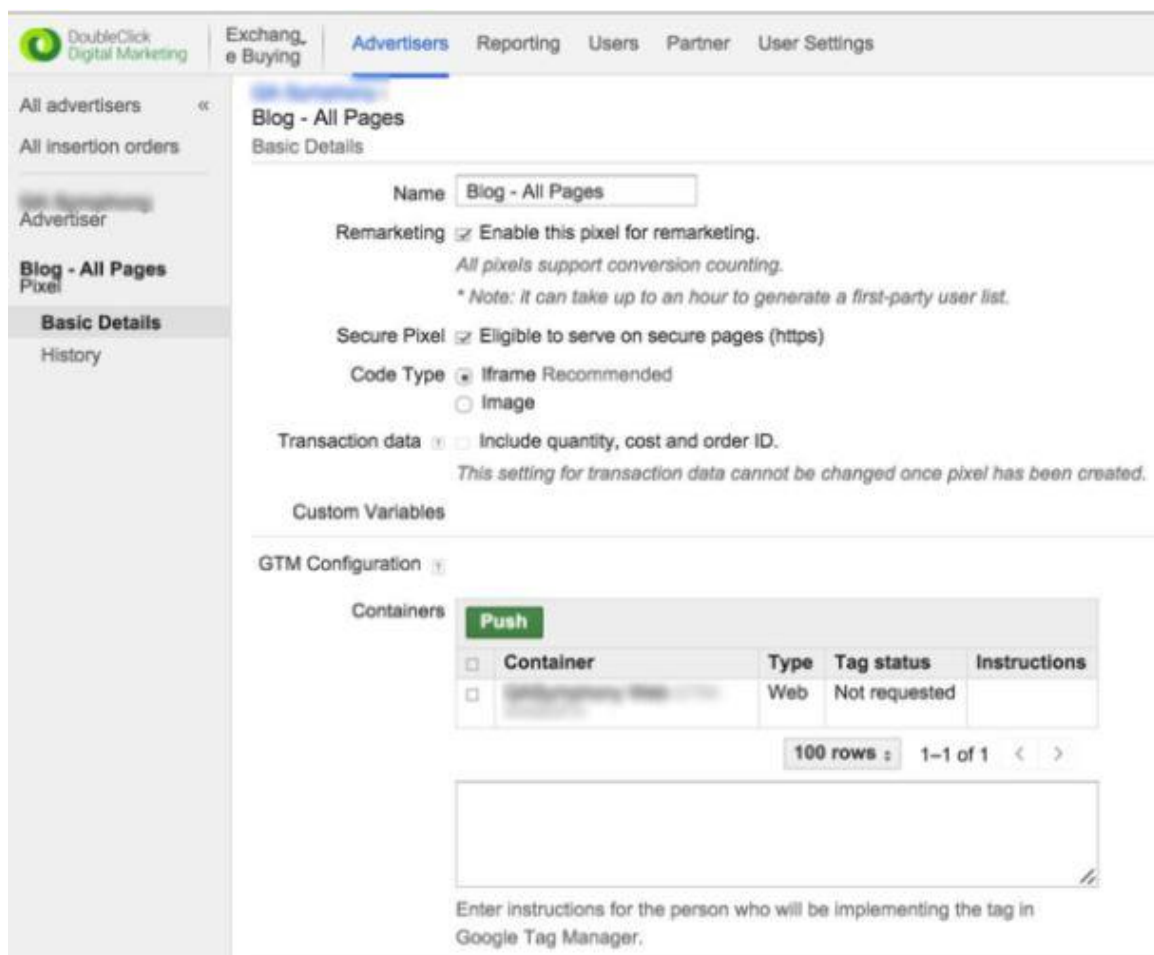 DoubleClick
Digital Marketing
Exchang_
e Buying
Advertisers Reporting Users Partner User Settings
All advertisers «
All insertion orders
Advertiser
Blog - All Pages
Pixel
Basic Details
History
Blog - All Pages
Basic Details
Name Blog - All Pages
Remarketing Enable this pixel for remarketing.
All pixels support conversion counting.
* Note: it can take up to an hour to generate a first-party user list.
Secure Pixel Eligible to serve on secure pages (https)
Code Type Iframe Recommended
Image
Transaction data ? Include quantity, cost and order ID.
This setting for transaction data cannot be changed once pixel has been created.
Custom Variables
GTM Configuration ?
Containers Push
Container Type Tag status Instructions
Web Not requested
100 rows 1–1 of 1 < >
Enter instructions for the person who will be implementing the tag in
Google Tag Manager.